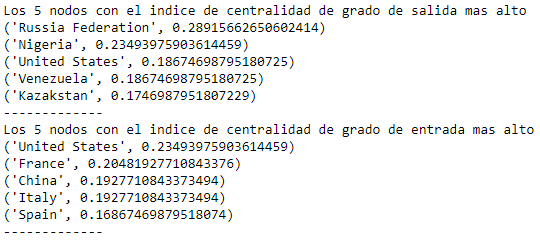 Los 5 nodos con el indice de centralidad de grado de salida mas alto
('Russia Federation', 0.28915662650602414)
('Nigeria', 0.23493975903614459)
('United States', 0.18674698795180725)
('Venezuela', 0.18674698795180725)
('Kazakstan', 0.1746987951807229)
-------------
Los 5 nodos con el indice de centralidad de grado de entrada mas alto
('United States', 0.23493975903614459)
('France', 0.20481927710843376)
('China', 0.1927710843373494)
('Italy', 0.1927710843373494)
('Spain', 0.16867469879518074)
-------------